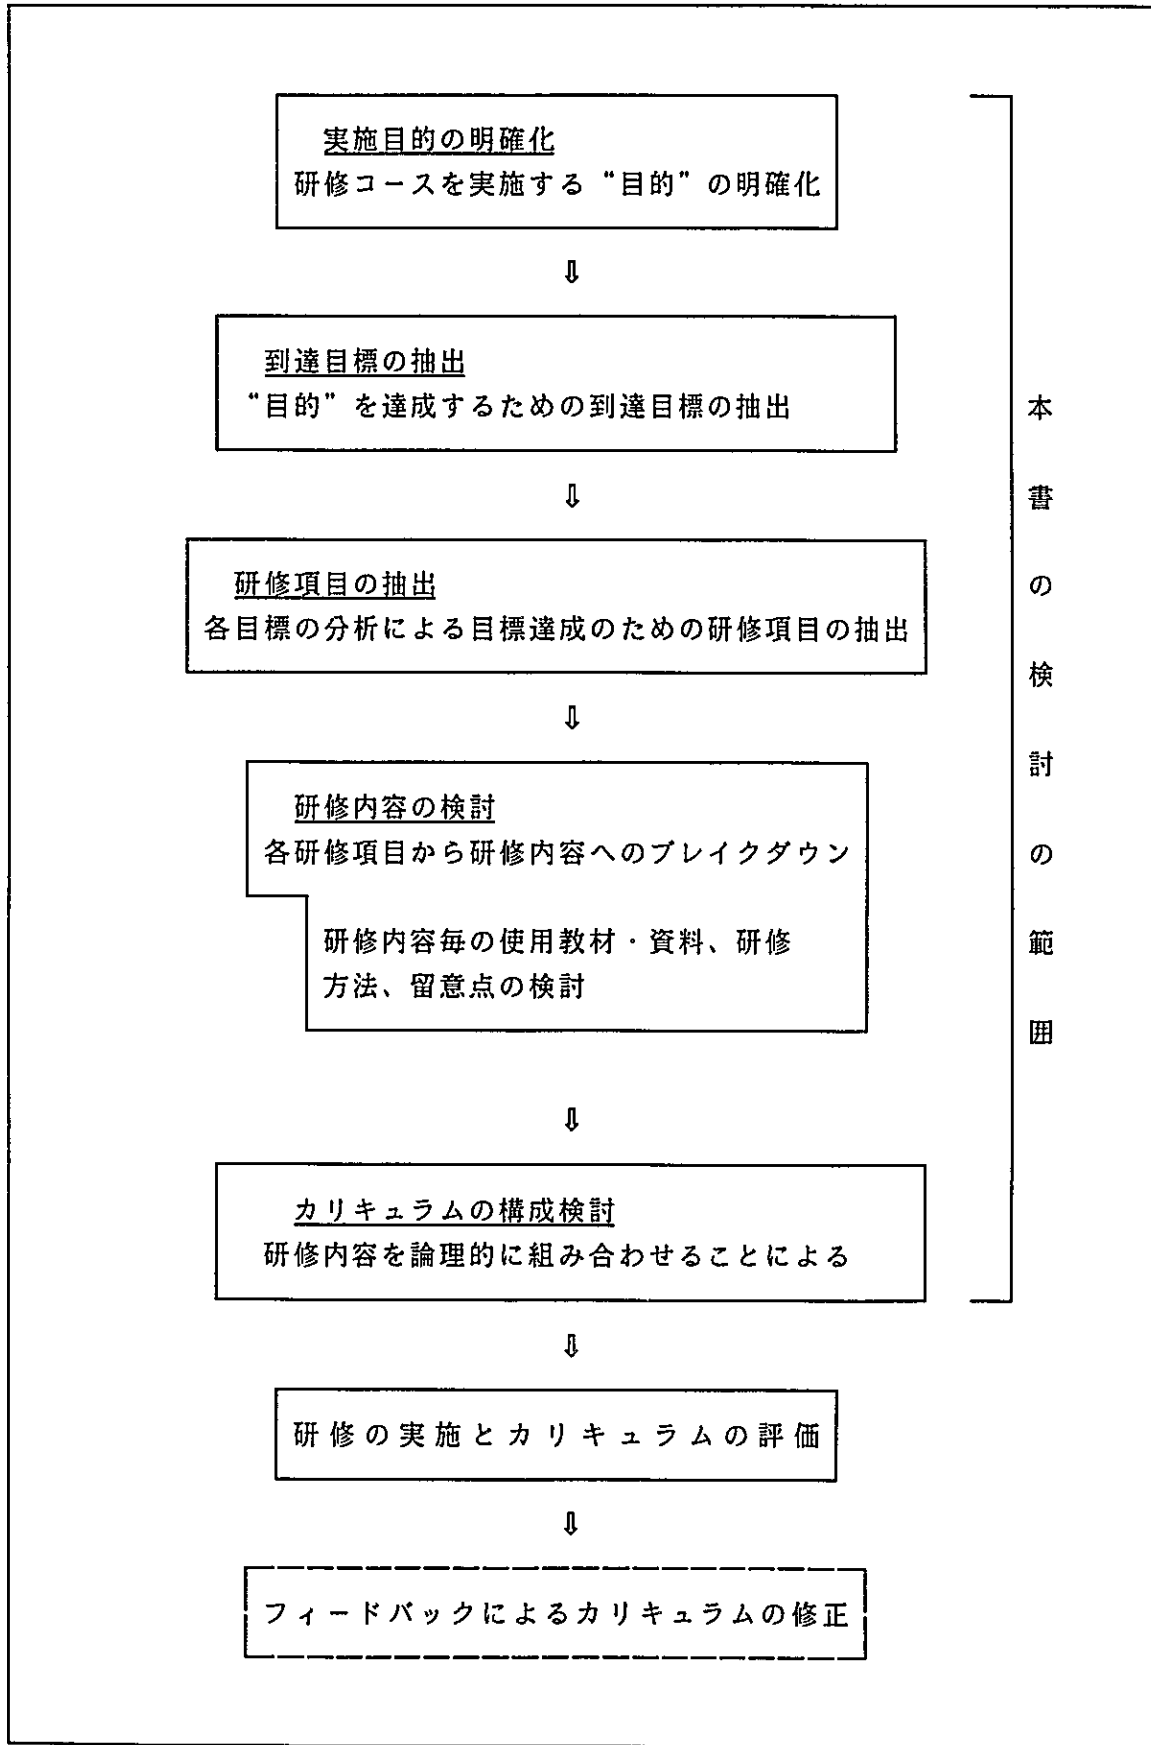 実施目的の明確化
研修コースを実施する“目的”の明確化
⇩
到達目標の抽出
“目的”を達成するための到達目標の抽出
⇩
研修項目の抽出
各目標の分析による目標達成のための研修項目の抽出
⇩
研修内容の検討
各研修項目から研修内容へのブレイクダウン
研修内容毎の使用教材・資料、研修
方法、留意点の検討
⇩
カリキュラムの構成検討
研修内容を論理的に組み合わせることによる
⇩
研修の実施とカリキュラムの評価
⇩
フィードバックによるカリキュラムの修正
本書の検討の範囲